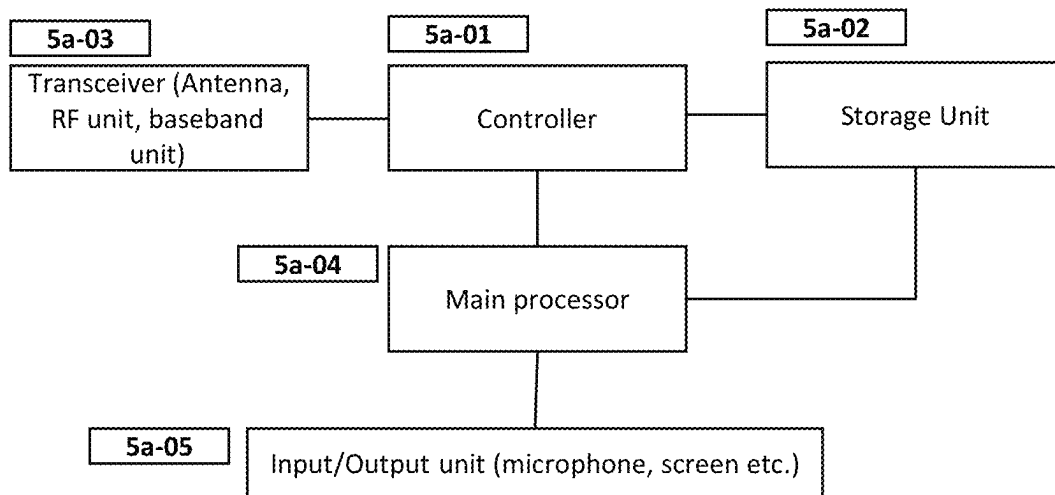 5a-03
5a-01
5a-02
Transceiver (Antenna,
RF unit, baseband
unit)
Controller
Storage Unit
5a-04
Main processor
5a-05
Input/Output unit (microphone, screen etc.)